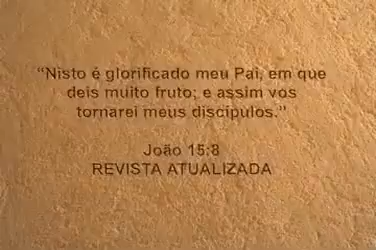 “Nisto é glorificado meu Pai, em que
deis muito fruto; e assim vos
tornarei meus discípulos.”
João 15:8
REVISTA ATUALIZADA